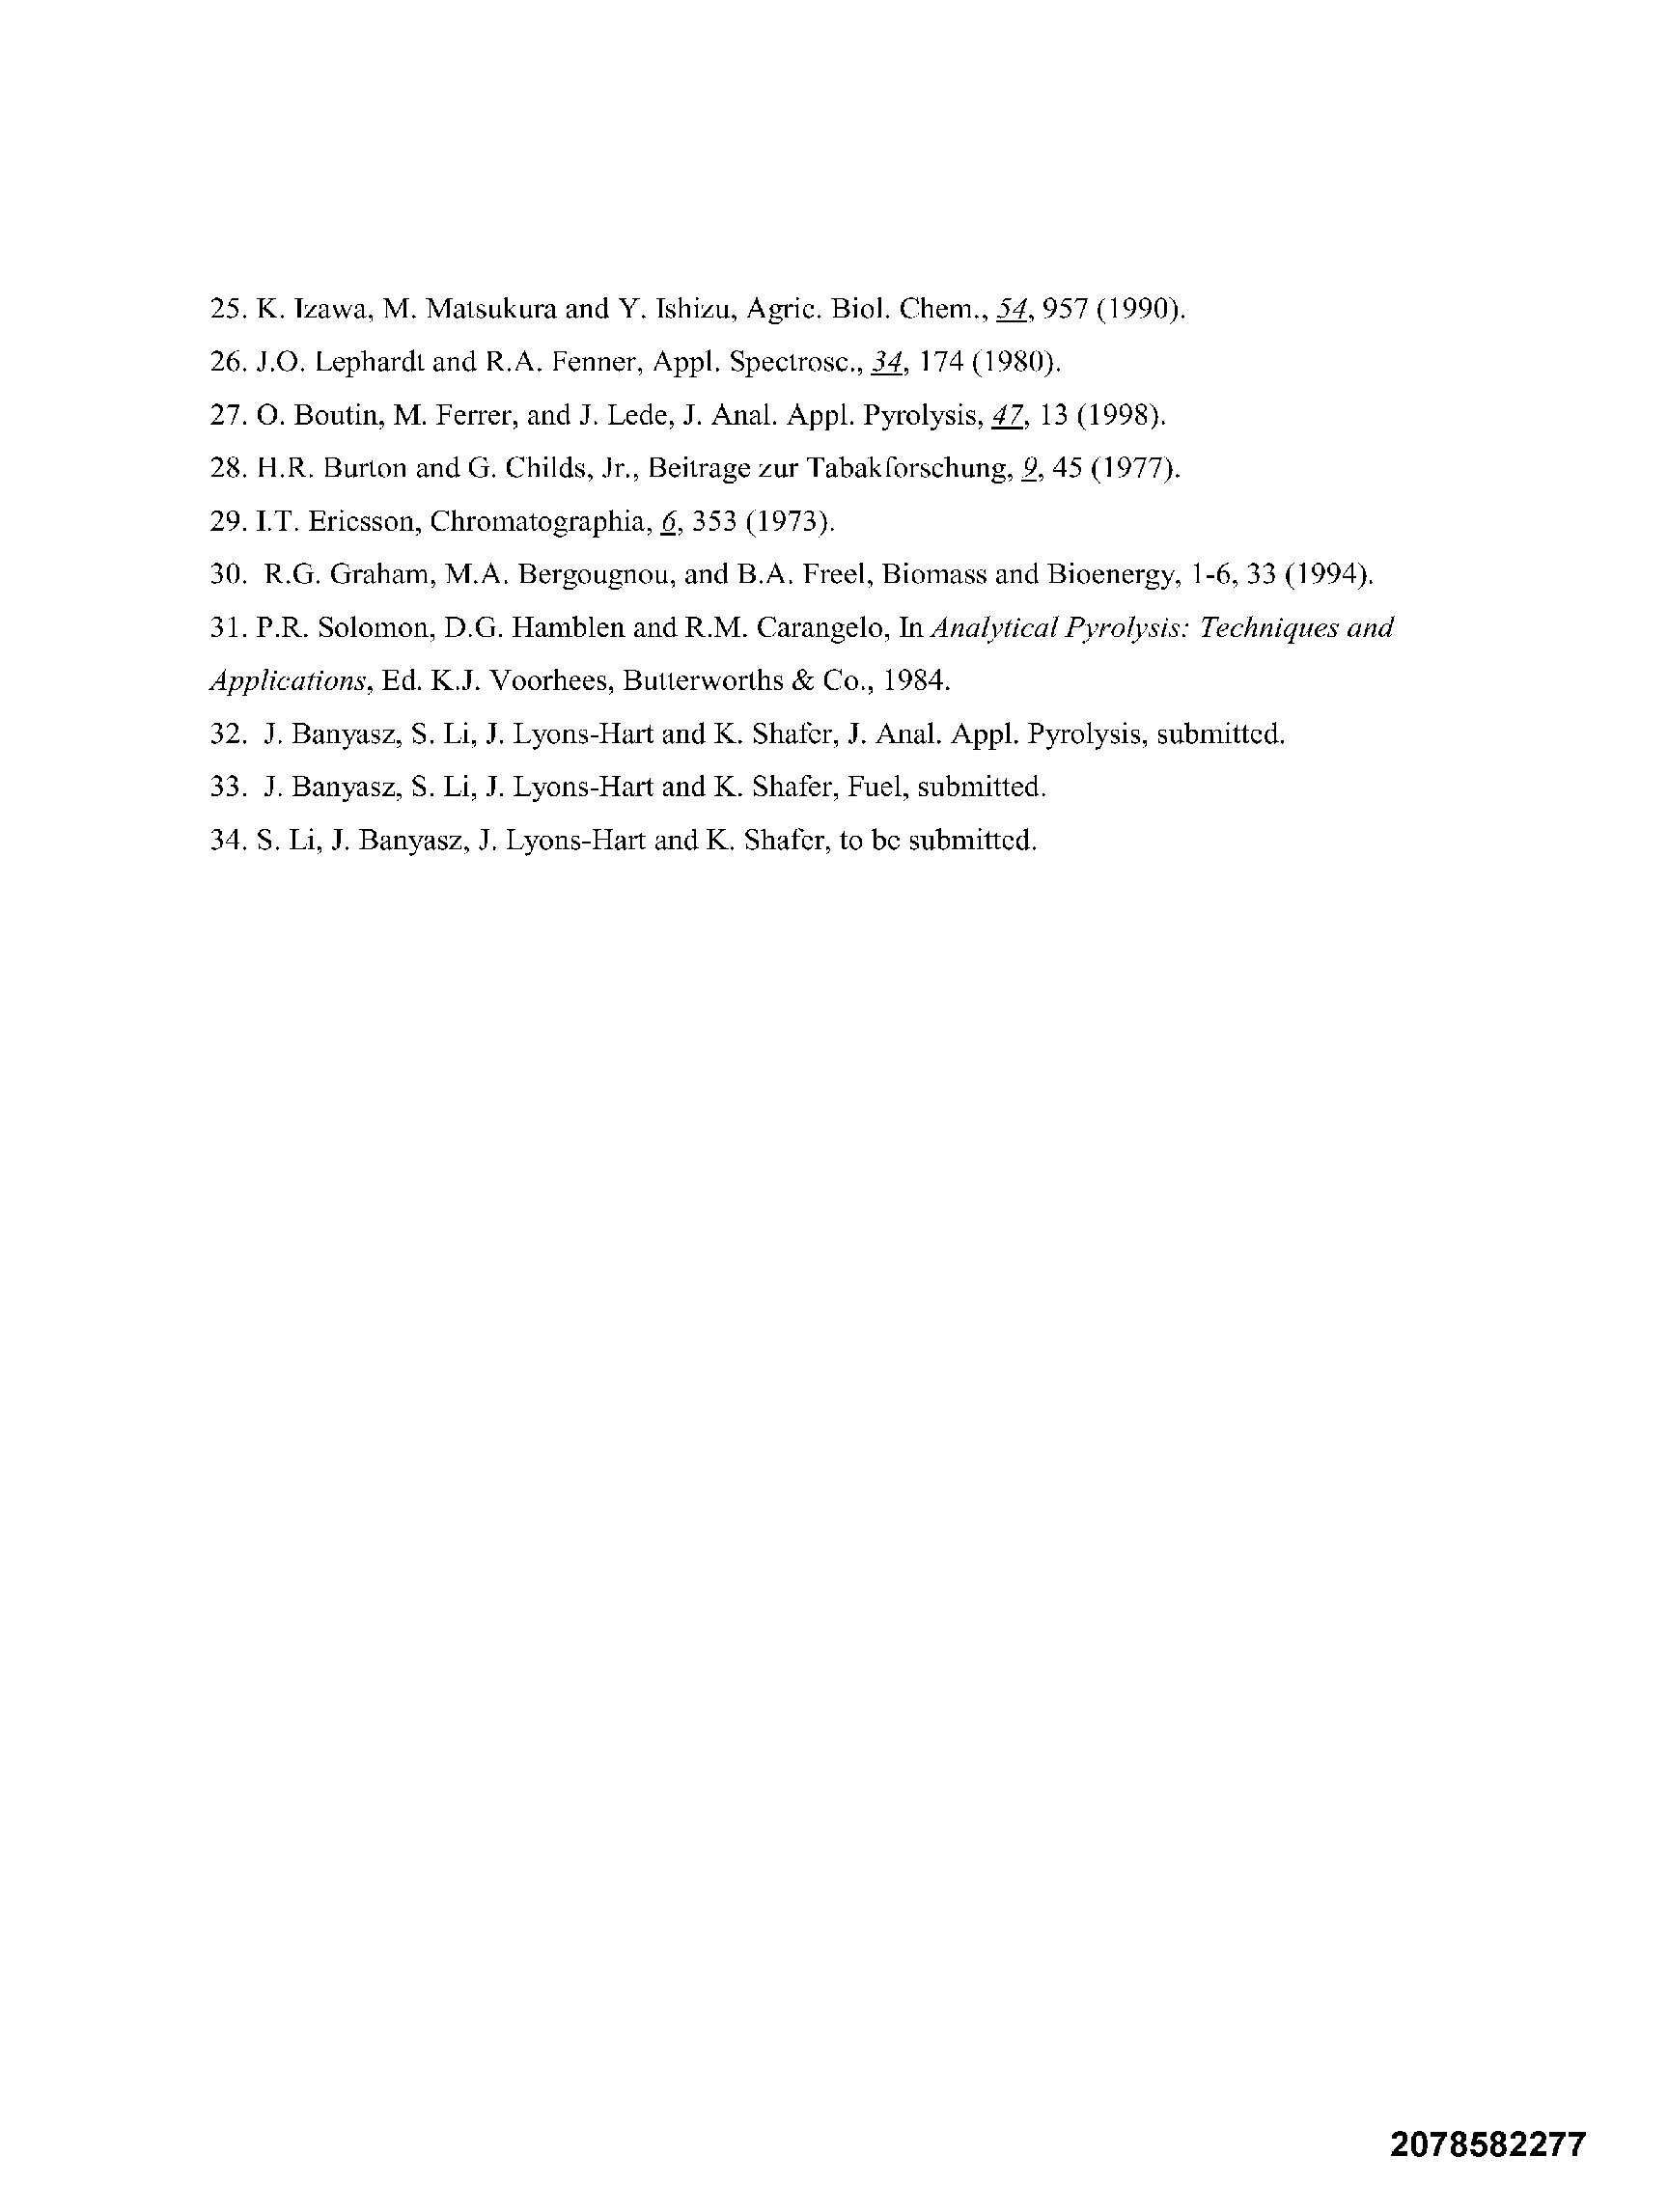 25. K. Izawa, M. Matsukura and Y. Ishizu, Agric. Biol. Chem., 54, 957 (1990).
26. J.O. Lephardt and R.A. Fenner, Appl. Spectrosc., 34, 174 (1980).
27. O. Boutin, M. Ferrer, and J. Lede, J. Anal. Appl. Pyrolysis, 47, 13 (1998).
28. H.R. Burton and G. Childs, Jr., Beitrage zur Tabakforschung, 9, 45 (1977).
29. I.T. Ericsson, Chromatographia, 6, 353 (1973).
30. R.G. Graham, M.A. Bergougnou, and B.A. Freel, Biomass and Bioenergy, 1-6, 33 (1994).
31. P.R. Solomon, D.G. Hamblen and R.M. Carangelo, In Analytical Pyrolysis: Techniques and
Applications, Ed. K.J. Voorhees, Butterworths & Co., 1984.
32. J. Banyasz, S. Li, J. Lyons-Hart and K. Shafer, J. Anal. Appl. Pyrolysis, submitted.
33. J. Banyasz, S. Li, J. Lyons-Hart and K. Shafer, Fuel, submitted.
34. S. Li, J. Banyasz, J. Lyons-Hart and K. Shafer, to be submitted.
2078582277